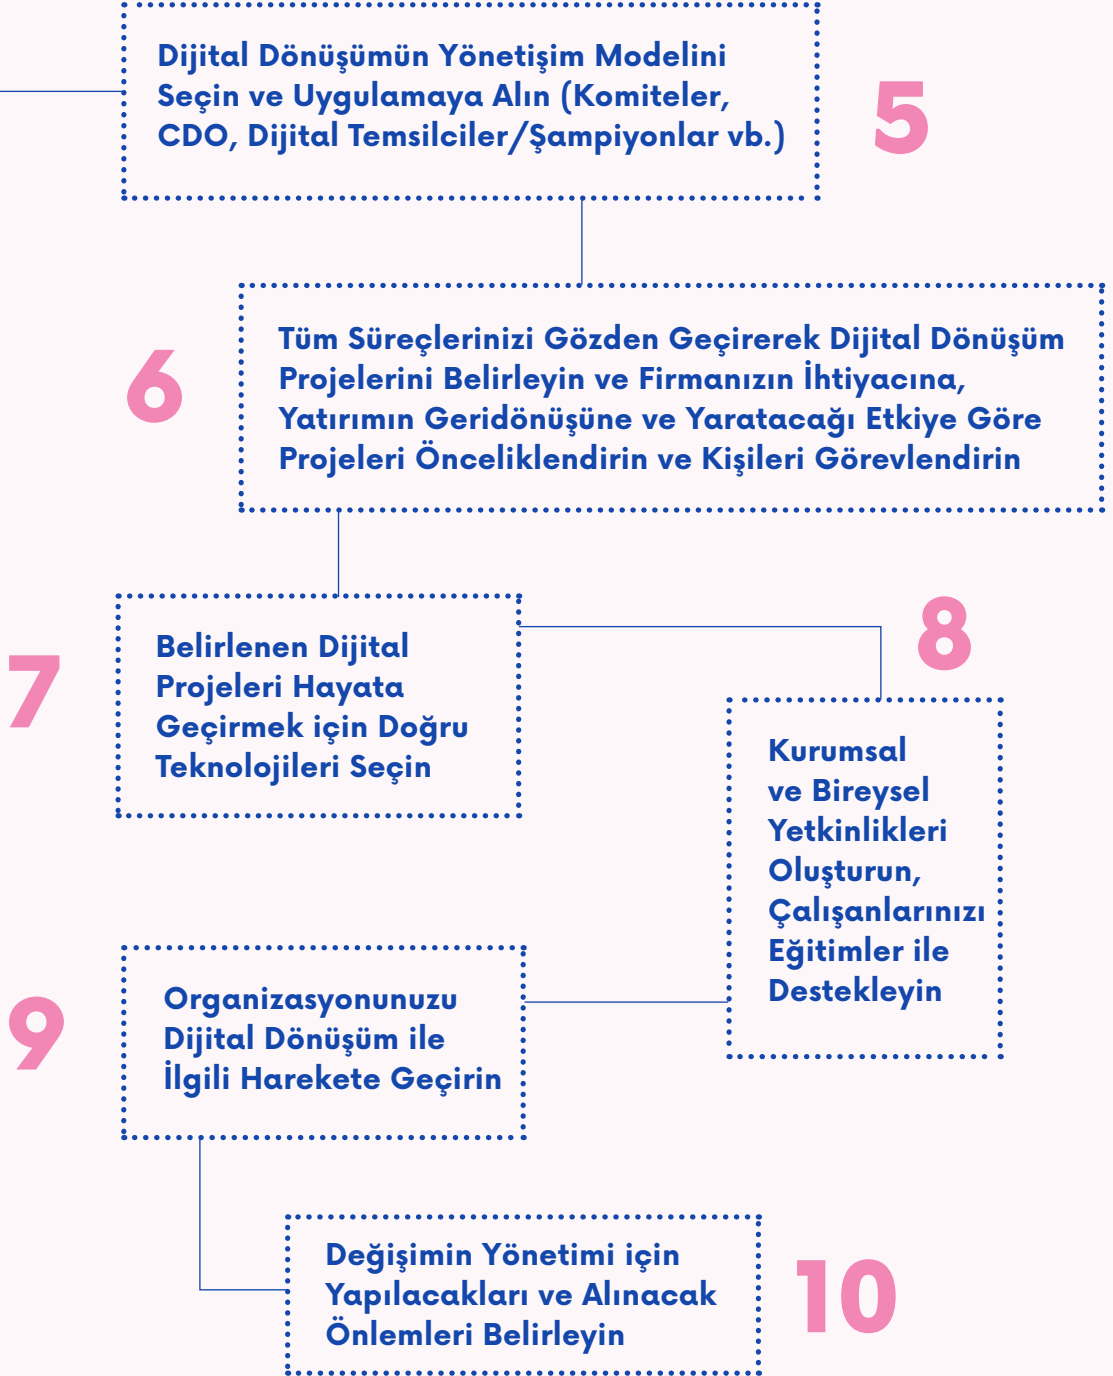 Dijital Dönüşümün Yönetişim Modelini
Seçin ve Uygulamaya Alın (Komiteler,
CDO, Dijital Temsilciler/Şampiyonlar vb.)
5
6
Tüm Süreçlerinizi Gözden Geçirerek Dijital Dönüşüm
Projelerini Belirleyin ve Firmanızın İhtiyacına,
Yatırımın Geridönüşüne ve Yaratacağı Etkiye Göre
Projeleri Önceliklendirin ve Kişileri Görevlendirin
7
Belirlenen Dijital
Projeleri Hayata
Geçirmek için Doğru
Teknolojileri Seçin
8
Kurumsal
ve Bireysel
Yetkinlikleri
Oluşturun,
Çalışanlarınızı
Eğitimler ile
Destekleyin
9
Organizasyonunuzu
Dijital Dönüşüm ile
İlgili Harekete Geçirin
10
Değişimin Yönetimi için
Yapılacakları ve Alınacak
Önlemleri Belirleyin